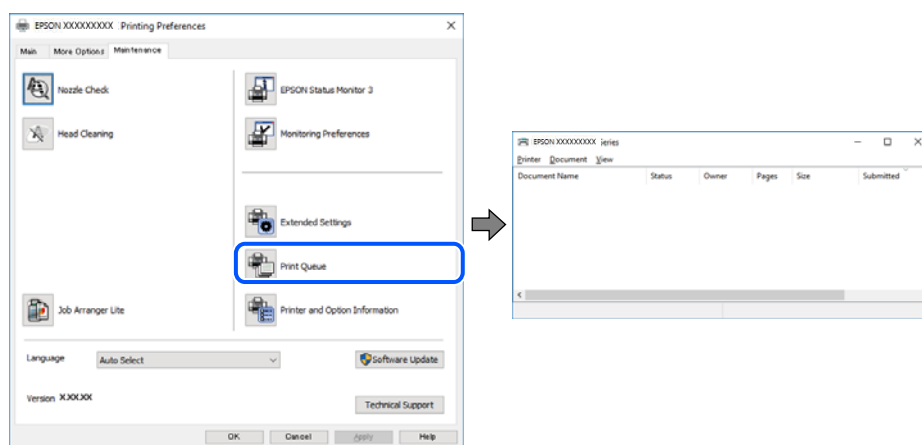 EPSON XXXXXXXXX Printing Preferences
Main More Options Maintenance
Nozzle Check
EPSON Status Monitor 3
Head Cleaning
Monitoring Preferences
Extended Settings
Print Queue
Job Arranger Lite
Printer and Option Information
Language Auto Select
Software Update
Version X.XX.XX
Technical Support
OK Cancel Apply Help
EPSON XXXXXXXXX Series
Printer Document View
Document Name Status Owner Pages Size Submitted